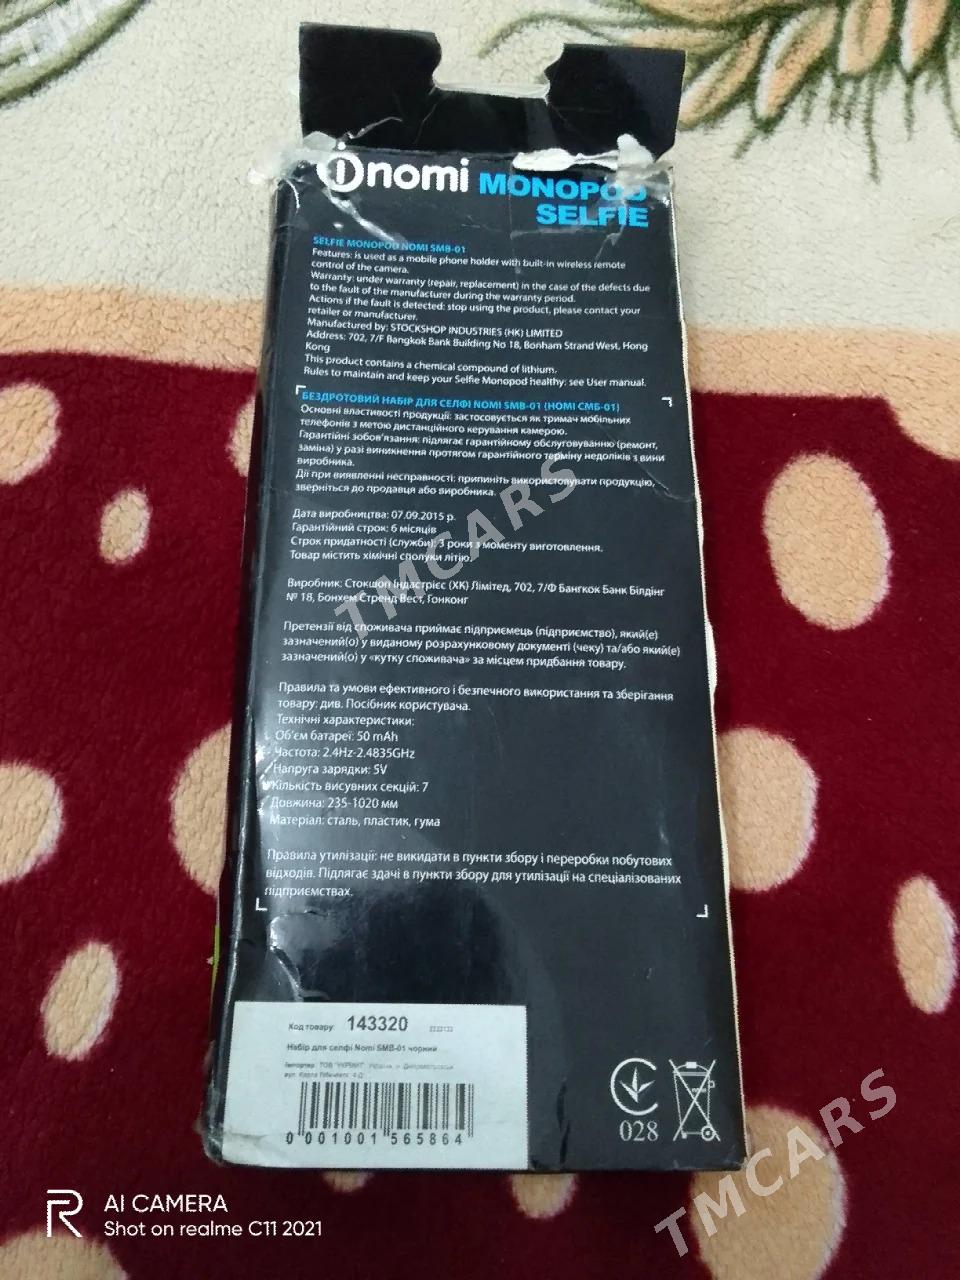 nomi MONOPOD
SELFIE
SELFIE MONOPOD NOMI SMB-01
Features: is used as a mobile phone holder with built-in wireless remote
control of the camera.
Warranty: under warranty (repair, replacement) in the case of the defects due
to the fault of the manufacturer during the warranty period.
Actions if the fault is detected: stop using the product, please contact your
retailer or manufacturer.
Manufactured by: STOCKSHOP INDUSTRIES (HK) LIMITED
Address: 702, 7/F Bangkok Bank Building No 18, Bonham Strand West, Hong
Kong
This product contains a chemical compound of lithium.
Rules to maintain and keep your Selfie Monopod healthy: see User manual.
БЕЗДРОТОВИЙ НАБІР ДЛЯ СЕЛФІ NOMI SMB-01 (НОМІ СМБ-01)
Основні властивості продукції: застосовується як тримач мобільних
телефонів з метою дистанційного керування камерою.
Гарантійні зобов'язання: підлягає гарантійному обслуговуванню (ремонт,
заміна) у разі виникнення протягом гарантійного терміну недоліків з вини
виробника.
Дії при виявленні несправності: припиніть використовувати продукцію,
зверніться до продавця або виробника.
Дата виробництва: 07.09.2015 р.
Гарантійний строк: 6 місяців
Строк придатності (служби): 3 роки з моменту виготовлення.
Товар містить хімічні сполуки літію.
Виробник: Стокшоп Індастрієс (ХК) Лімітед, 702, 7/Ф Бангкок Банк Білдінг
№ 18, Бонхем Стренд Вест, Гонконг
Претензії від споживача приймає підприємець (підприємство), який(е)
зазначений(о) у виданому розрахунковому документі (чеку) та/або який(е)
зазначений(о) у «кутку споживача» за місцем придбання товару.
Правила та умови ефективного і безпечного використання та зберігання
товару: див. Посібник користувача.
Технічні характеристики:
Об'єм батареї: 50 mAh
Частота: 2.4Hz-2.4835GHz
Напруга зарядки: 5V
Кількість висувних секцій: 7
Довжина: 235-1020 мм
Матеріал: сталь, пластик, гума
Правила утилізації: не викидати в пункти збору і переробки побутових
відходів. Підлягає здачі в пункти збору для утилізації на спеціалізованих
підприємствах.
Код товару: 143320
Набір для селфі Nomi SMB-01 чорний
0 001001 565864
028
TMCARS
TMCARS
AI CAMERA
Shot on realme C11 2021